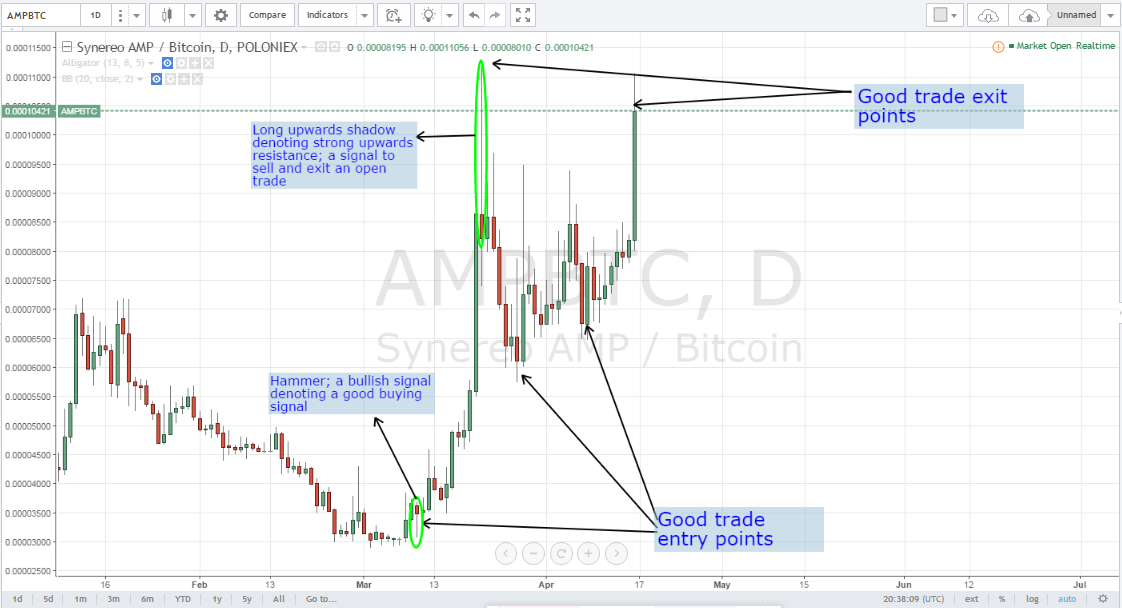 AMPBTC 1D Compare Indicators Unnamed
Synereo AMP / Bitcoin, D, POLONIEX O 0.00008195 H 0.00011056 L 0.00008010 C 0.00010421
Market Open Realtime
Alligator (13, 8, 5)
BB (20, close, 2)
0.00011500
0.00011000
0.00010421 AMPBTC
0.00010000
0.00009500
0.00009000
0.00008500
0.00008000
0.00007500
0.00007000
0.00006500
0.00006000
0.00005500
0.00005000
0.00004500
0.00004000
0.00003500
0.00003000
0.00002500
Good trade exit
points
Long upwards shadow
denoting strong upwards
resistance; a signal to
sell and exit an open
trade
AMPBTC, D
Synereo AMP / Bitcoin
Hammer; a bullish signal
denoting a good buying
signal
Good trade
entry points
16 Feb 13 Mar 13 Apr 17 May 15 Jun 12 Jul
1d 5d 1m 3m 6m YTD 1y 5y All Go to... 20:38:09 (UTC) ext % log auto